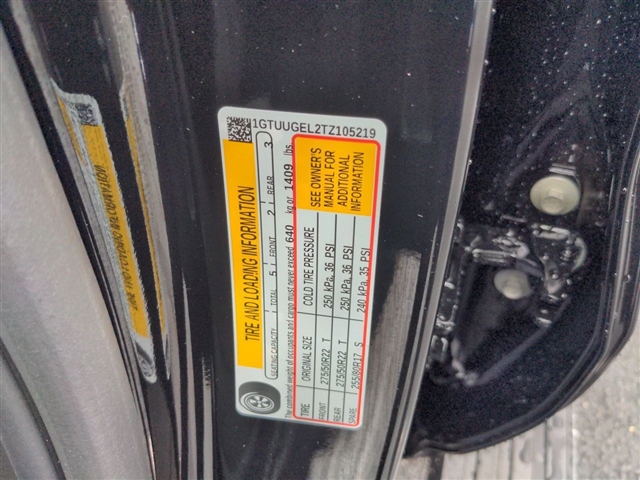 1GTUUGEL2TZ105219
TIRE AND LOADING INFORMATION
SEATING CAPACITY TOTAL 5 FRONT 2 REAR 3
The combined weight of occupants and cargo must never exceed 640 kg or 1409 lbs
TIRE ORIGINAL SIZE COLD TIRE PRESSURE
FRONT 275/50R22 T 250 kPa, 36 PSI
REAR 275/50R22 T 250 kPa, 36 PSI
SPARE 255/80R17 S 240 kPa, 35 PSI
SEE OWNER'S
MANUAL FOR
ADDITIONAL
INFORMATION